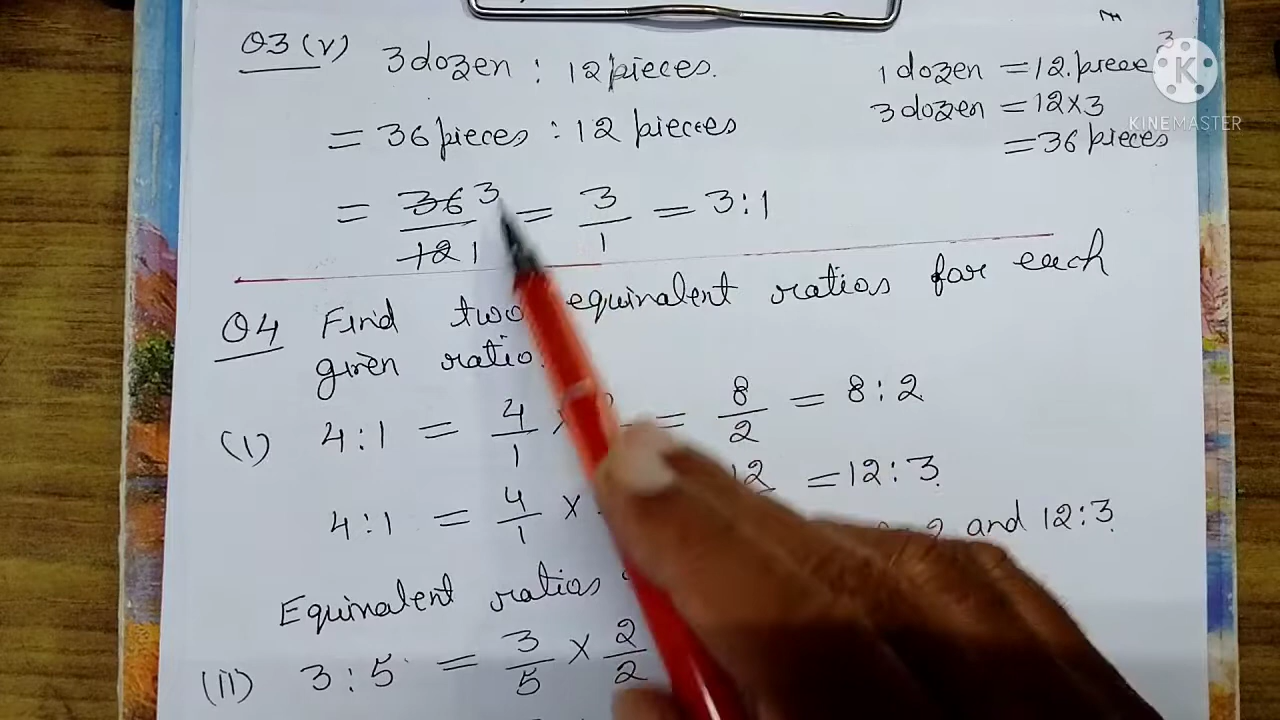 Q3 (V) 3 dozen : 12 pieces.
= 36 pieces : 12 pieces
= 36 3 / 12 1 = 3/1 = 3:1
1 dozen = 12 piece
3
3 dozen = 12×3
= 36 pieces
K
KINEMASTER
Q4 Find two equivalent ratios for each
given ratio.
(I) 4:1 = 4/1 × = 8/2 = 8:2
4:1 = 4/1 × 12 = 12:3
and 12:3
Equivalent ratios
(II) 3:5 = 3/5 × 2/2